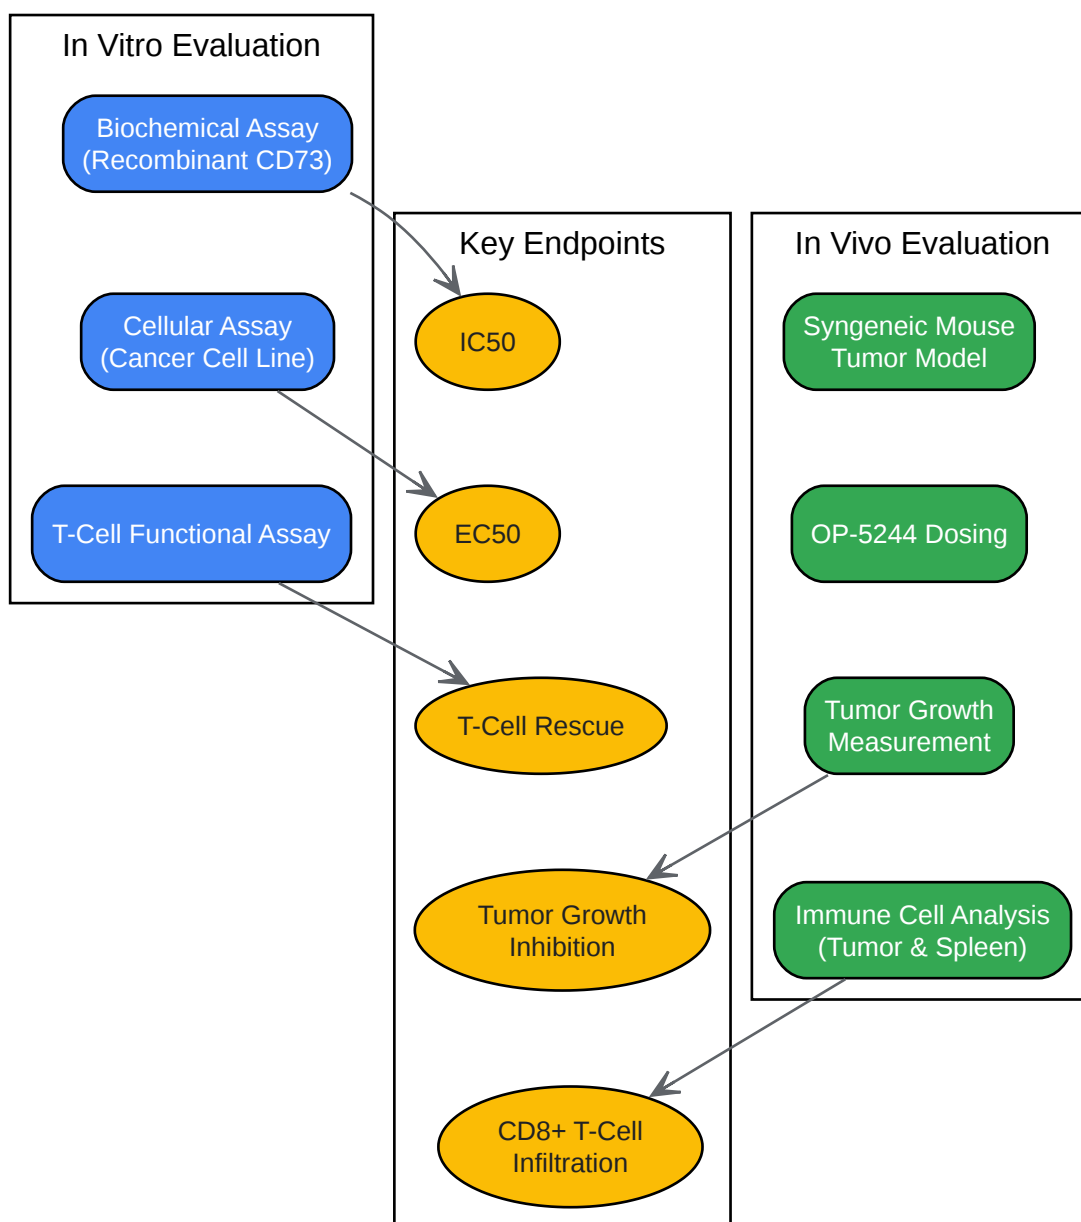 In Vitro Evaluation
Biochemical Assay
(Recombinant CD73)
Cellular Assay
(Cancer Cell Line)
T-Cell Functional Assay
Key Endpoints
IC50
EC50
T-Cell Rescue
Tumor Growth
Inhibition
CD8+ T-Cell
Infiltration
In Vivo Evaluation
Syngeneic Mouse
Tumor Model
OP-5244 Dosing
Tumor Growth
Measurement
Immune Cell Analysis
(Tumor & Spleen)